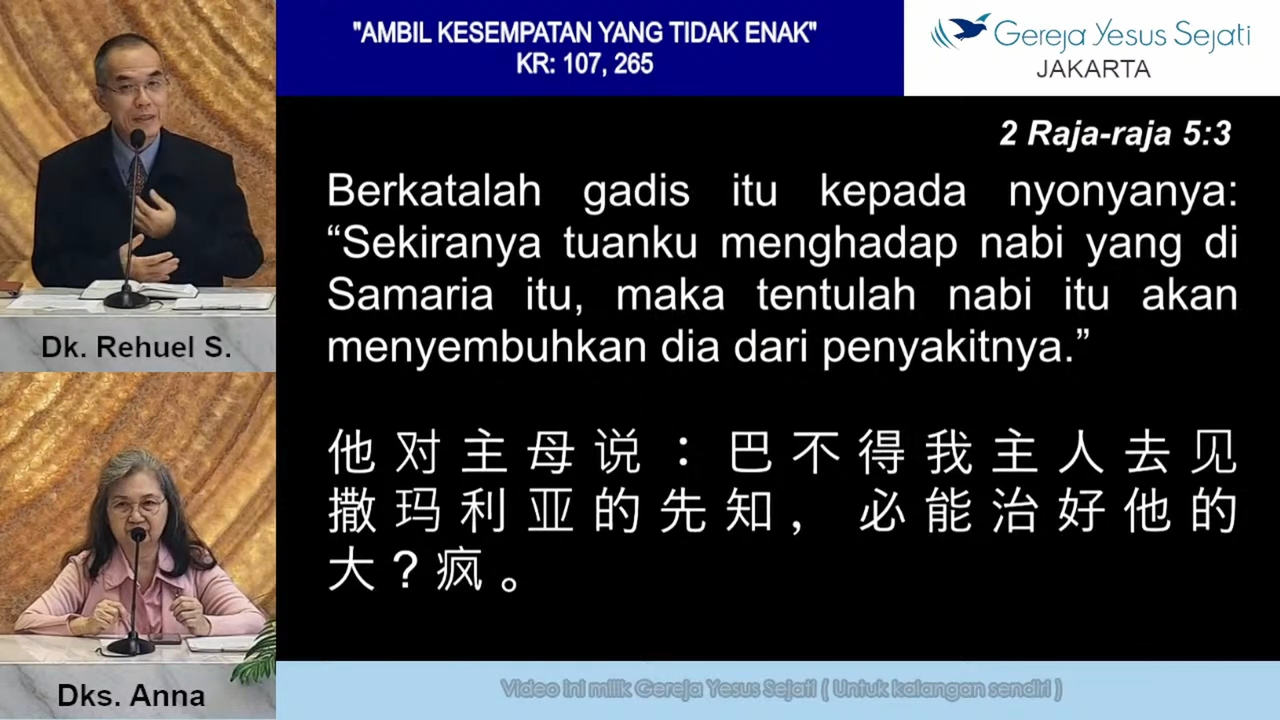 "AMBIL KESEMPATAN YANG TIDAK ENAK"
KR: 107, 265
Gereja Yesus Sejati
JAKARTA
2 Raja-raja 5:3
Berkatalah gadis itu kepada nyonyanya:
“Sekiranya tuanku menghadap nabi yang di
Samaria itu, maka tentulah nabi itu akan
menyembuhkan dia dari penyakitnya.”
他对主母说：巴不得我主人去见
撒玛利亚的先知，必能治好他的
大?疯。
Dk. Rehuel S.
Dks. Anna
Video ini milik Gereja Yesus Sejati ( Untuk kalangan sendiri )